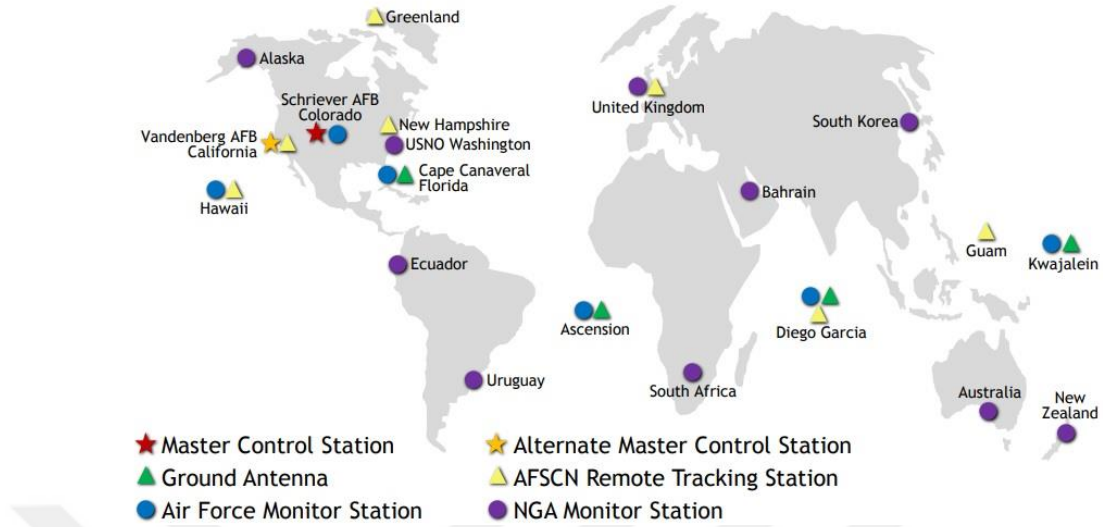 Greenland
Alaska
Schriever AFB
Colorado
Vandenberg AFB
California
New Hampshire
USNO Washington
Cape Canaveral
Florida
Hawaii
United Kingdom
South Korea
Bahrain
Guam
Kwajalein
Ecuador
Ascension
Diego Garcia
Uruguay
South Africa
Australia
New
Zealand
Master Control Station
Alternate Master Control Station
Ground Antenna
AFSCN Remote Tracking Station
Air Force Monitor Station
NGA Monitor Station